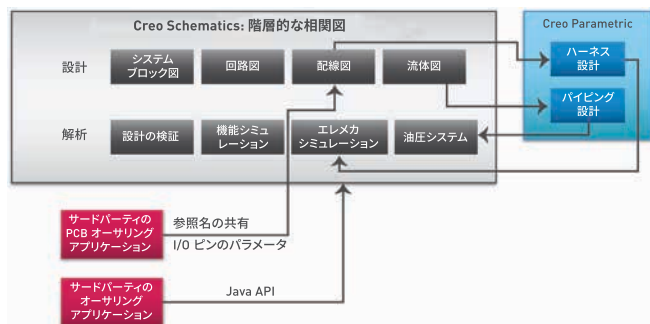 Creo Schematics: 階層的な相関図
Creo Parametric
設計
システム
ブロック図
回路図
配線図
流体図
ハーネス
設計
パイピング
設計
解析
設計の検証
機能シミュ
レーション
エレメカ
シミュレーション
油圧システム
サードパーティの
PCB オーサリング
アプリケーション
参照名の共有
I/O ピンのパラメータ
サードパーティの
オーサリング
アプリケーション
Java API